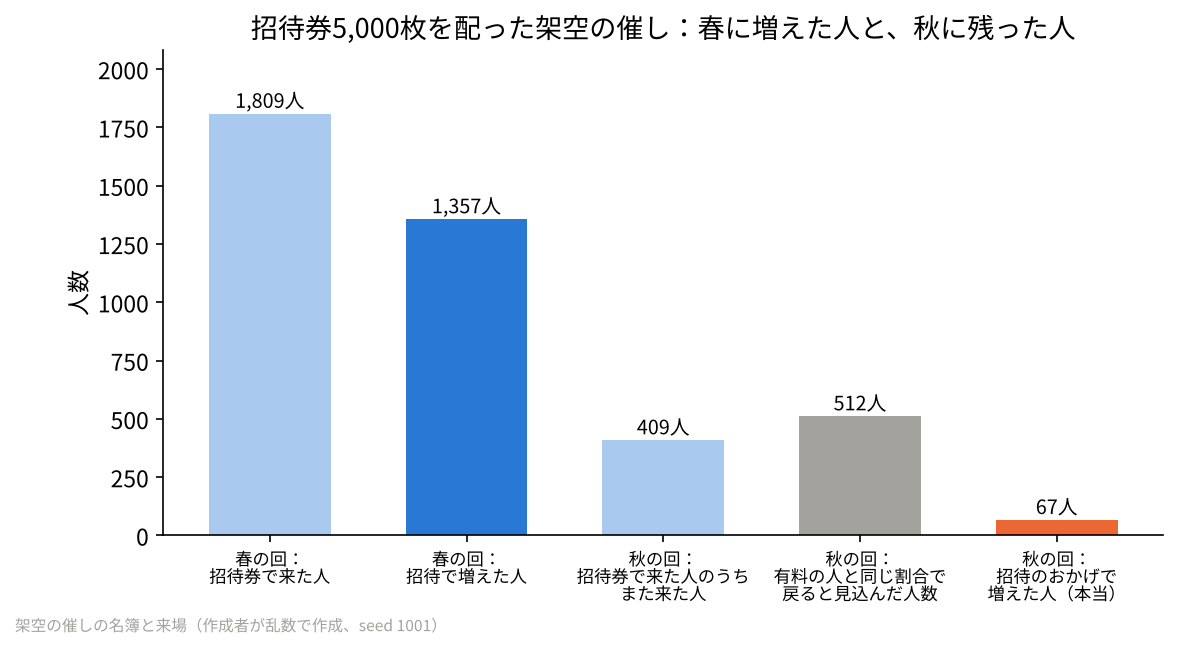 招待券5,000枚を配った架空の催し：春に増えた人と、秋に残った人
人数
2000
1750
1500
1250
1000
750
500
250
0
1,809人
1,357人
409人
512人
67人
春の回：
招待券で来た人
春の回：
招待で増えた人
秋の回：
招待券で来た人のうち
また来た人
秋の回：
有料の人と同じ割合で
戻ると見込んだ人数
秋の回：
招待のおかげで
増えた人（本当）
架空の催しの名簿と来場（作成者が乱数で作成、seed 1001）